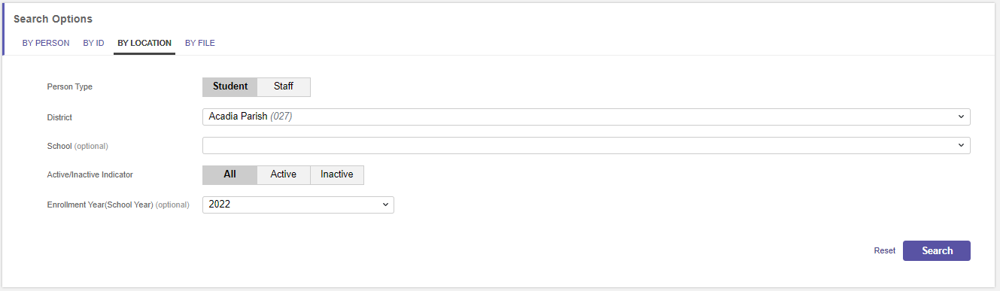 Search Options
BY PERSON BY ID BY LOCATION BY FILE
Person Type Student Staff
District Acadia Parish (027)
School (optional)
Active/Inactive Indicator All Active Inactive
Enrollment Year(School Year) (optional) 2022
Reset Search